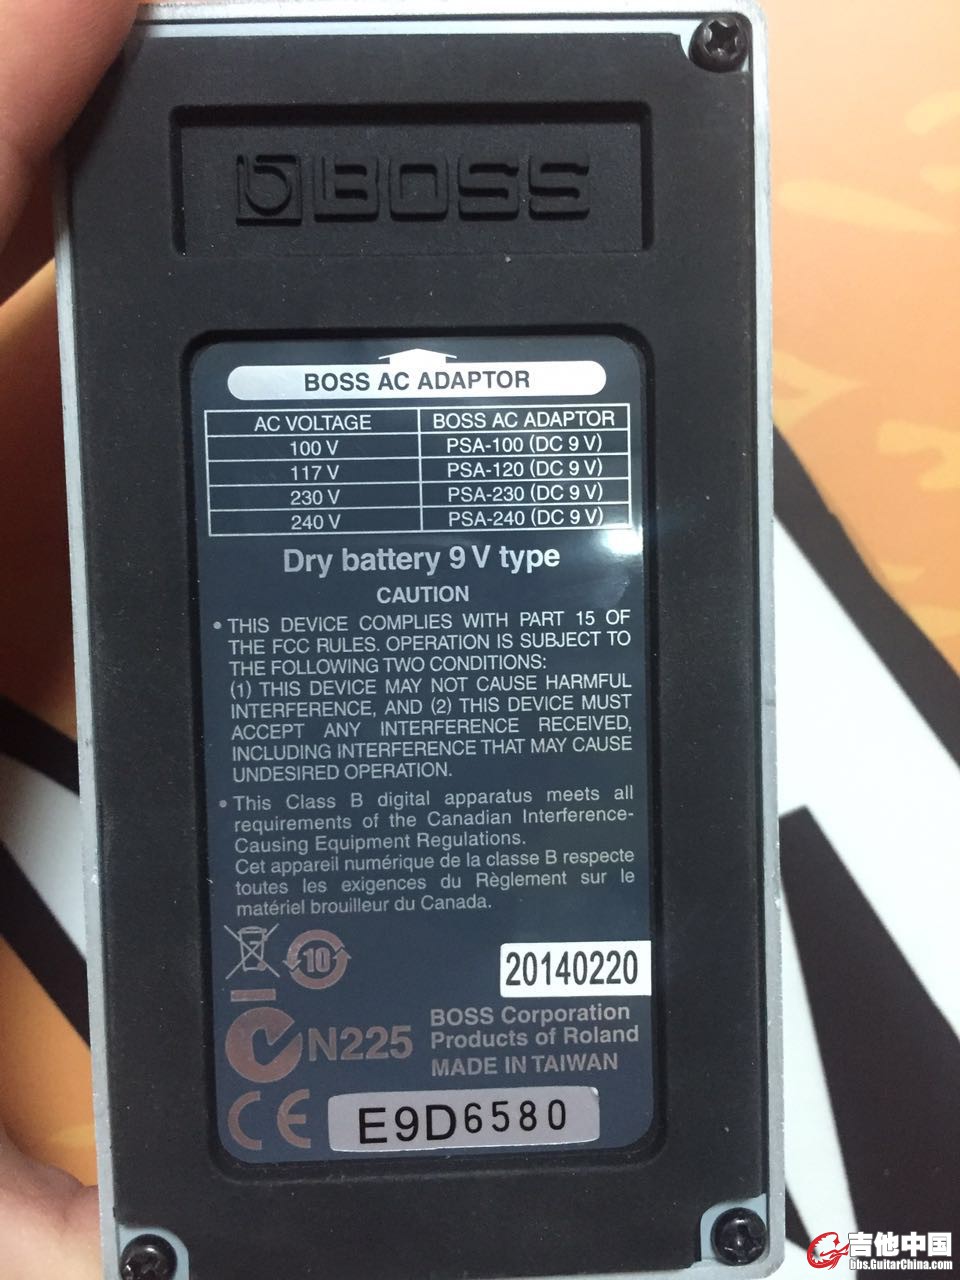 BOSS
BOSS AC ADAPTOR
AC VOLTAGE BOSS AC ADAPTOR
100 V PSA-100 (DC 9 V)
117 V PSA-120 (DC 9 V)
230 V PSA-230 (DC 9 V)
240 V PSA-240 (DC 9 V)
Dry battery 9 V type
CAUTION
• THIS DEVICE COMPLIES WITH PART 15 OF
THE FCC RULES. OPERATION IS SUBJECT TO
THE FOLLOWING TWO CONDITIONS:
(1) THIS DEVICE MAY NOT CAUSE HARMFUL
INTERFERENCE, AND (2) THIS DEVICE MUST
ACCEPT ANY INTERFERENCE RECEIVED,
INCLUDING INTERFERENCE THAT MAY CAUSE
UNDESIRED OPERATION.
• This Class B digital apparatus meets all
requirements of the Canadian Interference-
Causing Equipment Regulations.
Cet appareil numérique de la classe B respecte
toutes les exigences du Règlement sur le
matériel brouilleur du Canada.
10
20140220
N225
BOSS Corporation
Products of Roland
MADE IN TAIWAN
CE
E9D6580
吉他中国
bbs.GuitarChina.com